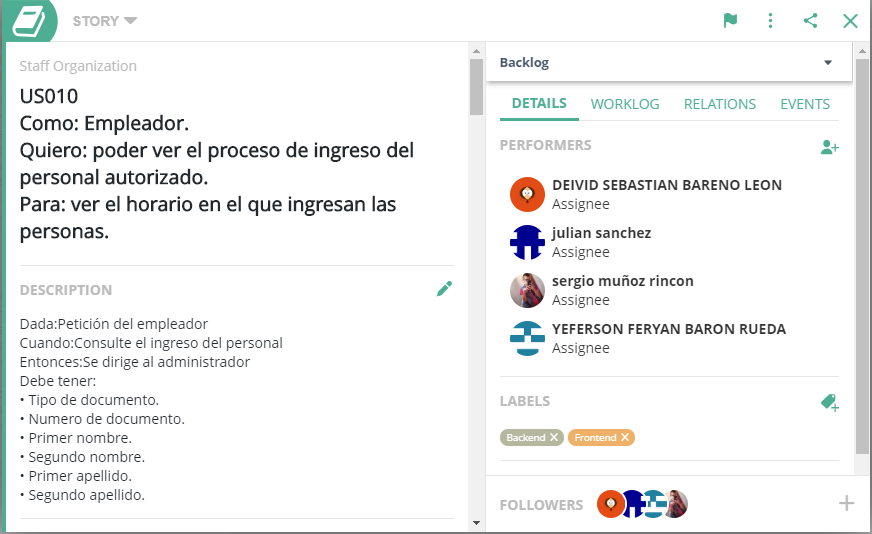 STORY
Staff Organization
US010
Como: Empleador.
Quiero: poder ver el proceso de ingreso del
personal autorizado.
Para: ver el horario en el que ingresan las
personas.
DESCRIPTION
Dada:Petición del empleador
Cuando:Consulte el ingreso del personal
Entonces:Se dirige al administrador
Debe tener:
• Tipo de documento.
• Numero de documento.
• Primer nombre.
• Segundo nombre.
• Primer apellido.
• Segundo apellido.
Backlog
DETAILS WORKLOG RELATIONS EVENTS
PERFORMERS
DEIVID SEBASTIAN BARENO LEON
Assignee
julian sanchez
Assignee
sergio muñoz rincon
Assignee
YEFERSON FERYAN BARON RUEDA
Assignee
LABELS
Backend X Frontend X
FOLLOWERS